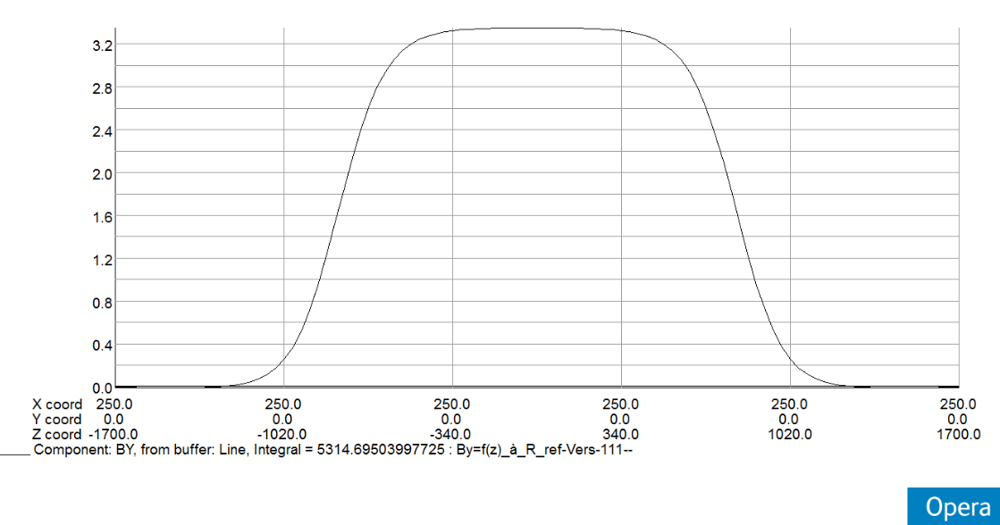 3.2
2.8
2.4
2.0
1.6
1.2
0.8
0.4
0.0
X coord 250.0 250.0 250.0 250.0 250.0 250.0
Y coord 0.0 0.0 0.0 0.0 0.0 0.0
Z coord -1700.0 -1020.0 -340.0 340.0 1020.0 1700.0
Component: BY, from buffer: Line, Integral = 5314.69503997725 : By=f(z)_à_R_ref-Vers-111--
Opera